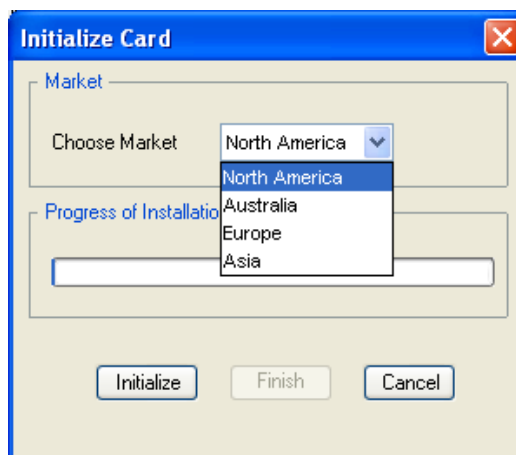 Initialize Card
Market
Choose Market North America
North America
Australia
Progress of Installatio
Europe
Asia
Initialize Finish Cancel